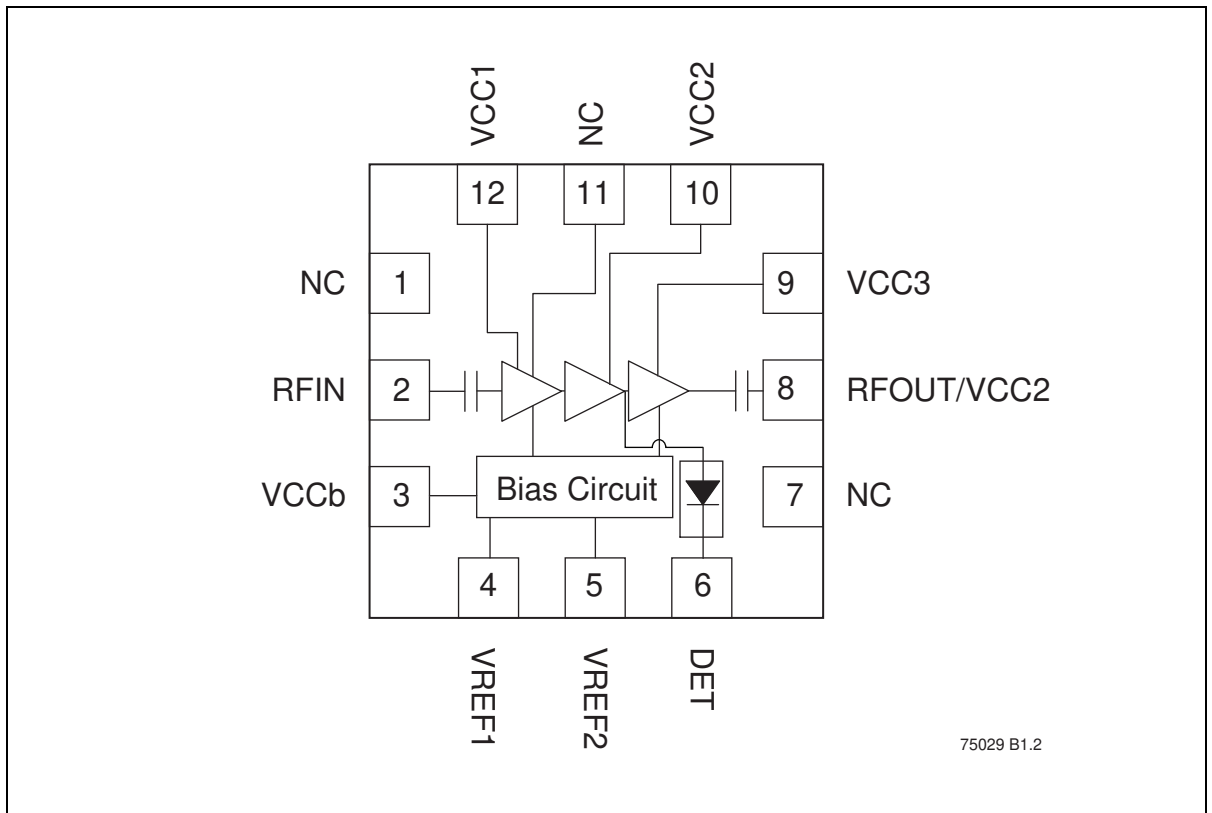 VCC1
NC
VCC2
12
11
10
NC
1
9
VCC3
RFIN
2
8
RFOUT/VCC2
VCCb
3
Bias Circuit
7
NC
4
5
6
VREF1
VREF2
DET
75029 B1.2